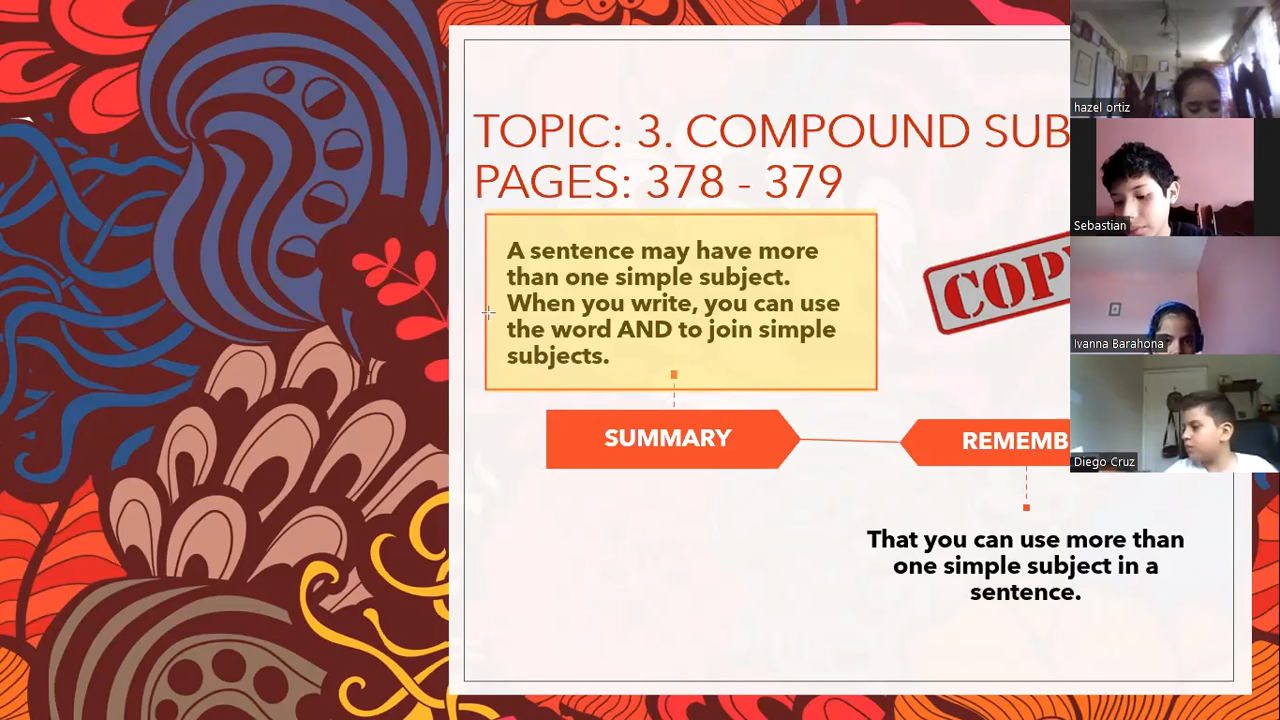 TOPIC: 3. COMPOUND SUB
PAGES: 378 - 379
A sentence may have more
than one simple subject.
When you write, you can use
the word AND to join simple
subjects.
COP
SUMMARY
REMEMB
That you can use more than
one simple subject in a
sentence.
hazel ortiz
Sebastian
Ivanna Barahona
Diego Cruz